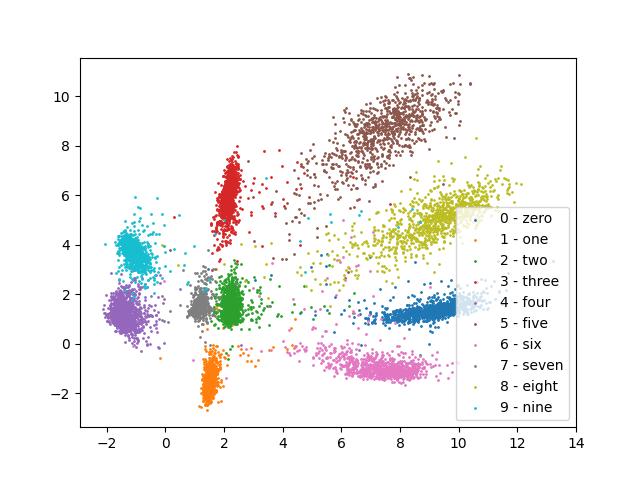 10
8
6
4
2
0
−2
−2
0
2
4
6
8
10
12
14
0 - zero
1 - one
2 - two
3 - three
4 - four
5 - five
6 - six
7 - seven
8 - eight
9 - nine